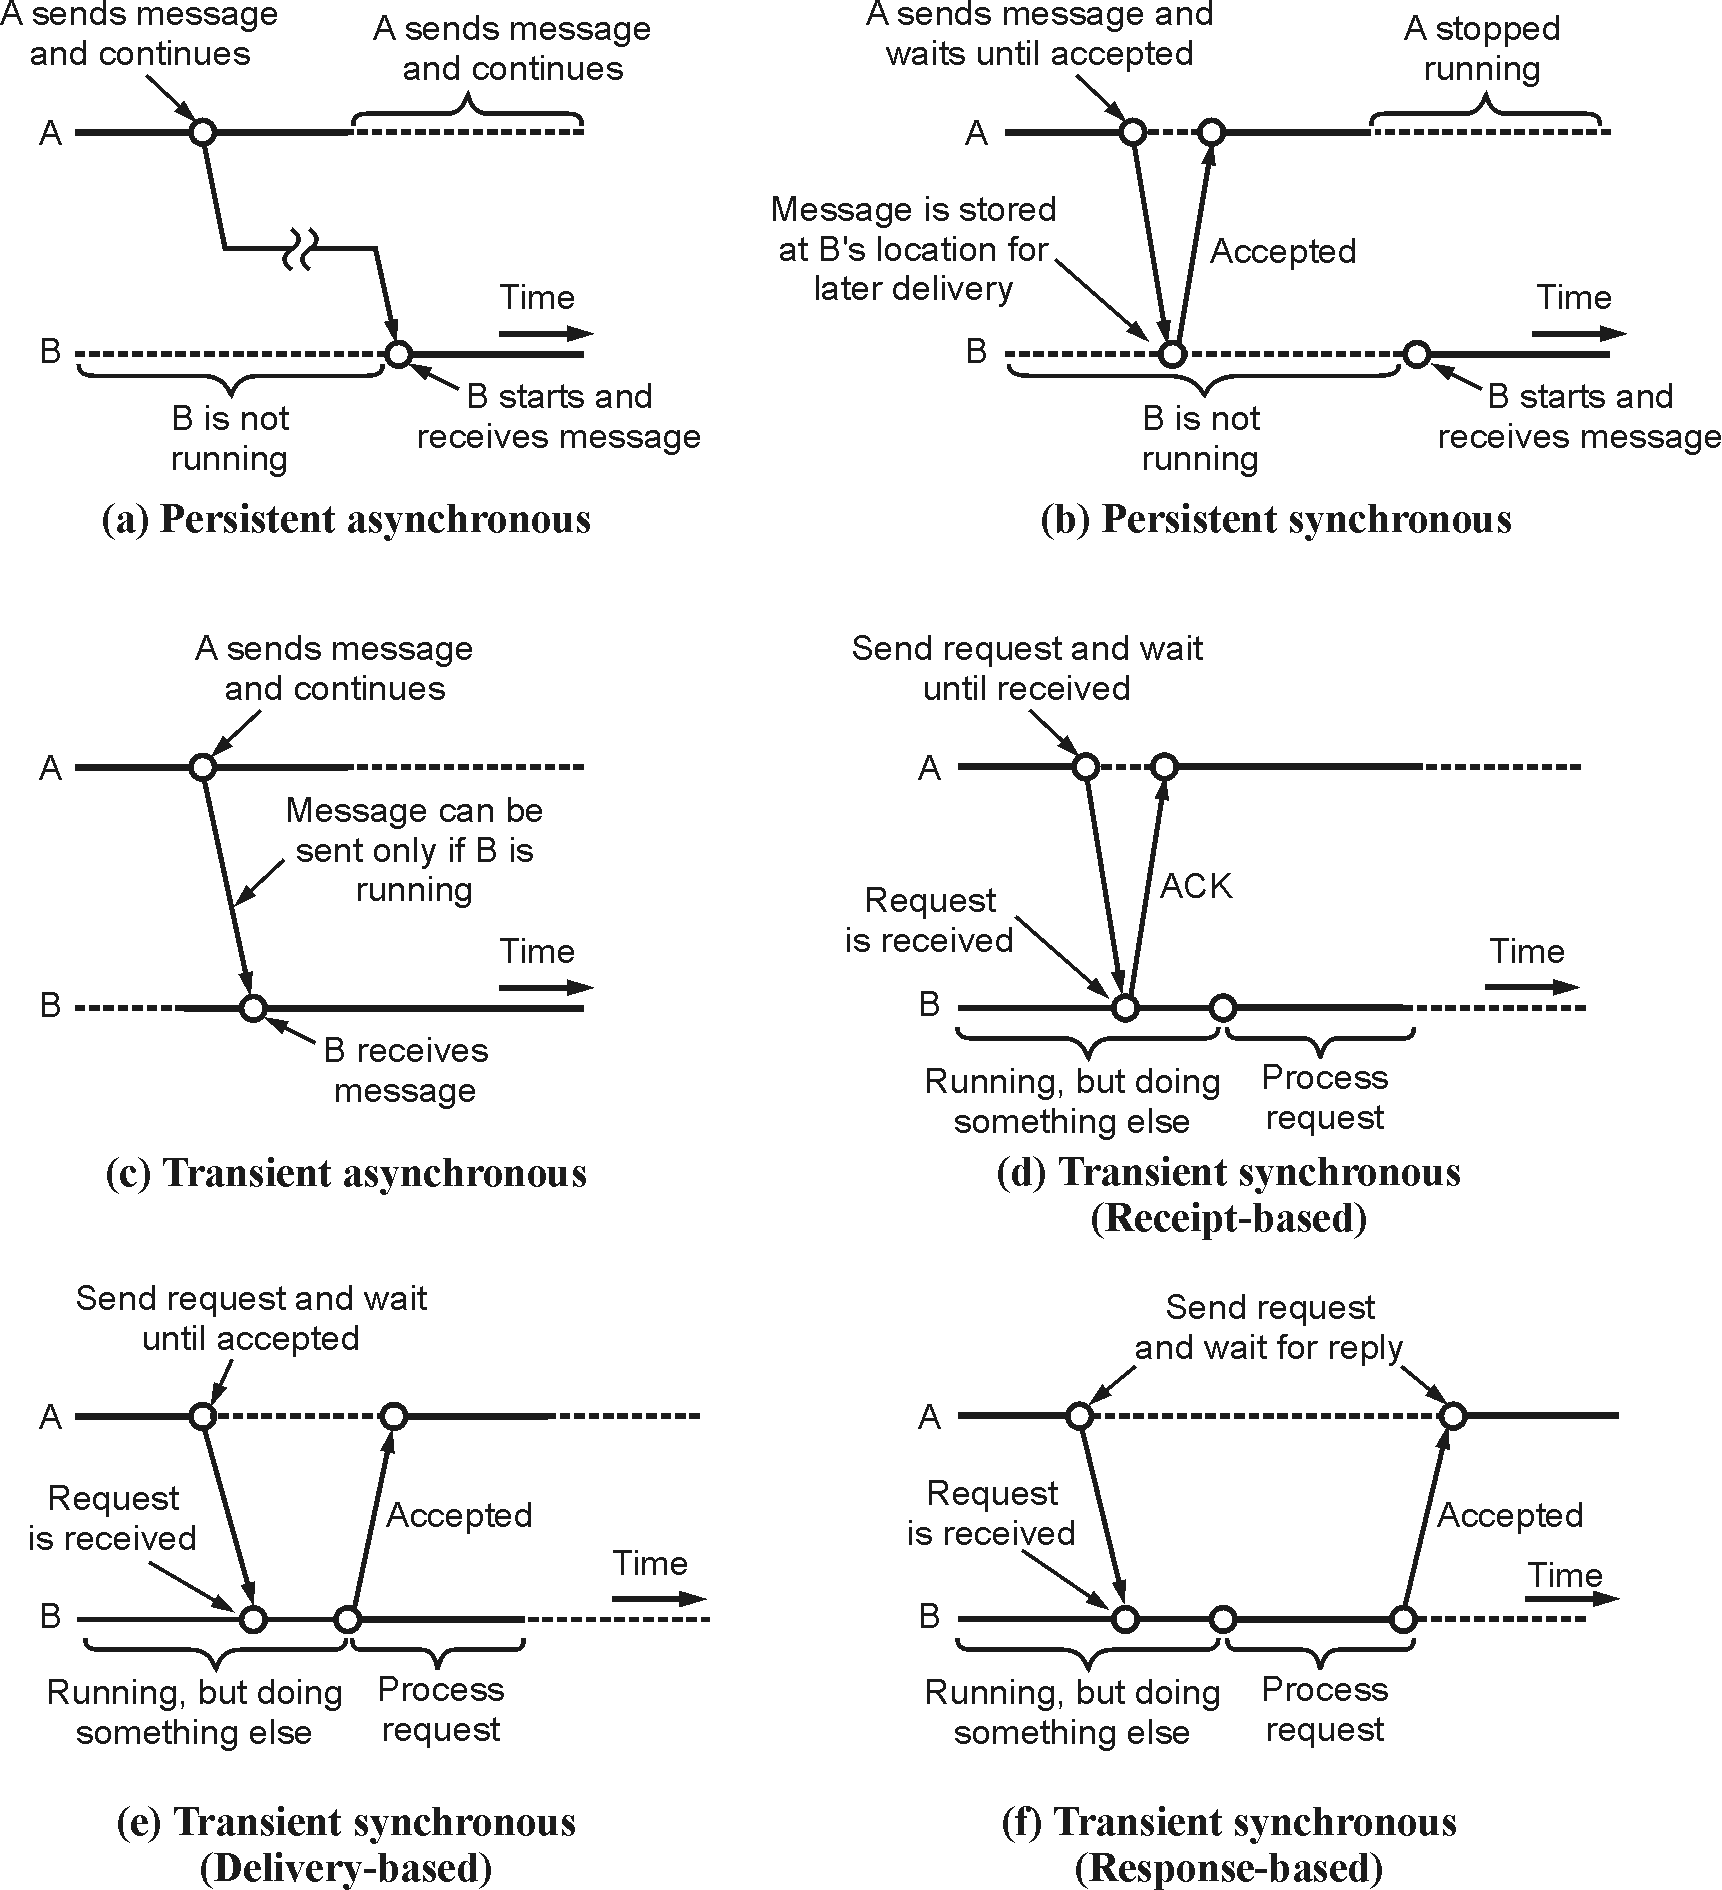 A sends message
and continues
A sends message
and continues
A
Time
B
B is not
running
B starts and
receives message
(a) Persistent asynchronous
A sends message and
waits until accepted
A stopped
running
A
Message is stored
at B's location for
later delivery
Accepted
Time
B
B is not
running
B starts and
receives message
(b) Persistent synchronous
A sends message
and continues
A
Message can be
sent only if B is
running
Time
B
B receives
message
(c) Transient asynchronous
Send request and wait
until received
A
Request
is received
ACK
Time
B
Running, but doing
something else
Process
request
(d) Transient synchronous
(Receipt-based)
Send request and wait
until accepted
A
Request
is received
Accepted
Time
B
Running, but doing
something else
Process
request
(e) Transient synchronous
(Delivery-based)
Send request
and wait for reply
A
Request
is received
Accepted
Time
B
Running, but doing
something else
Process
request
(f) Transient synchronous
(Response-based)